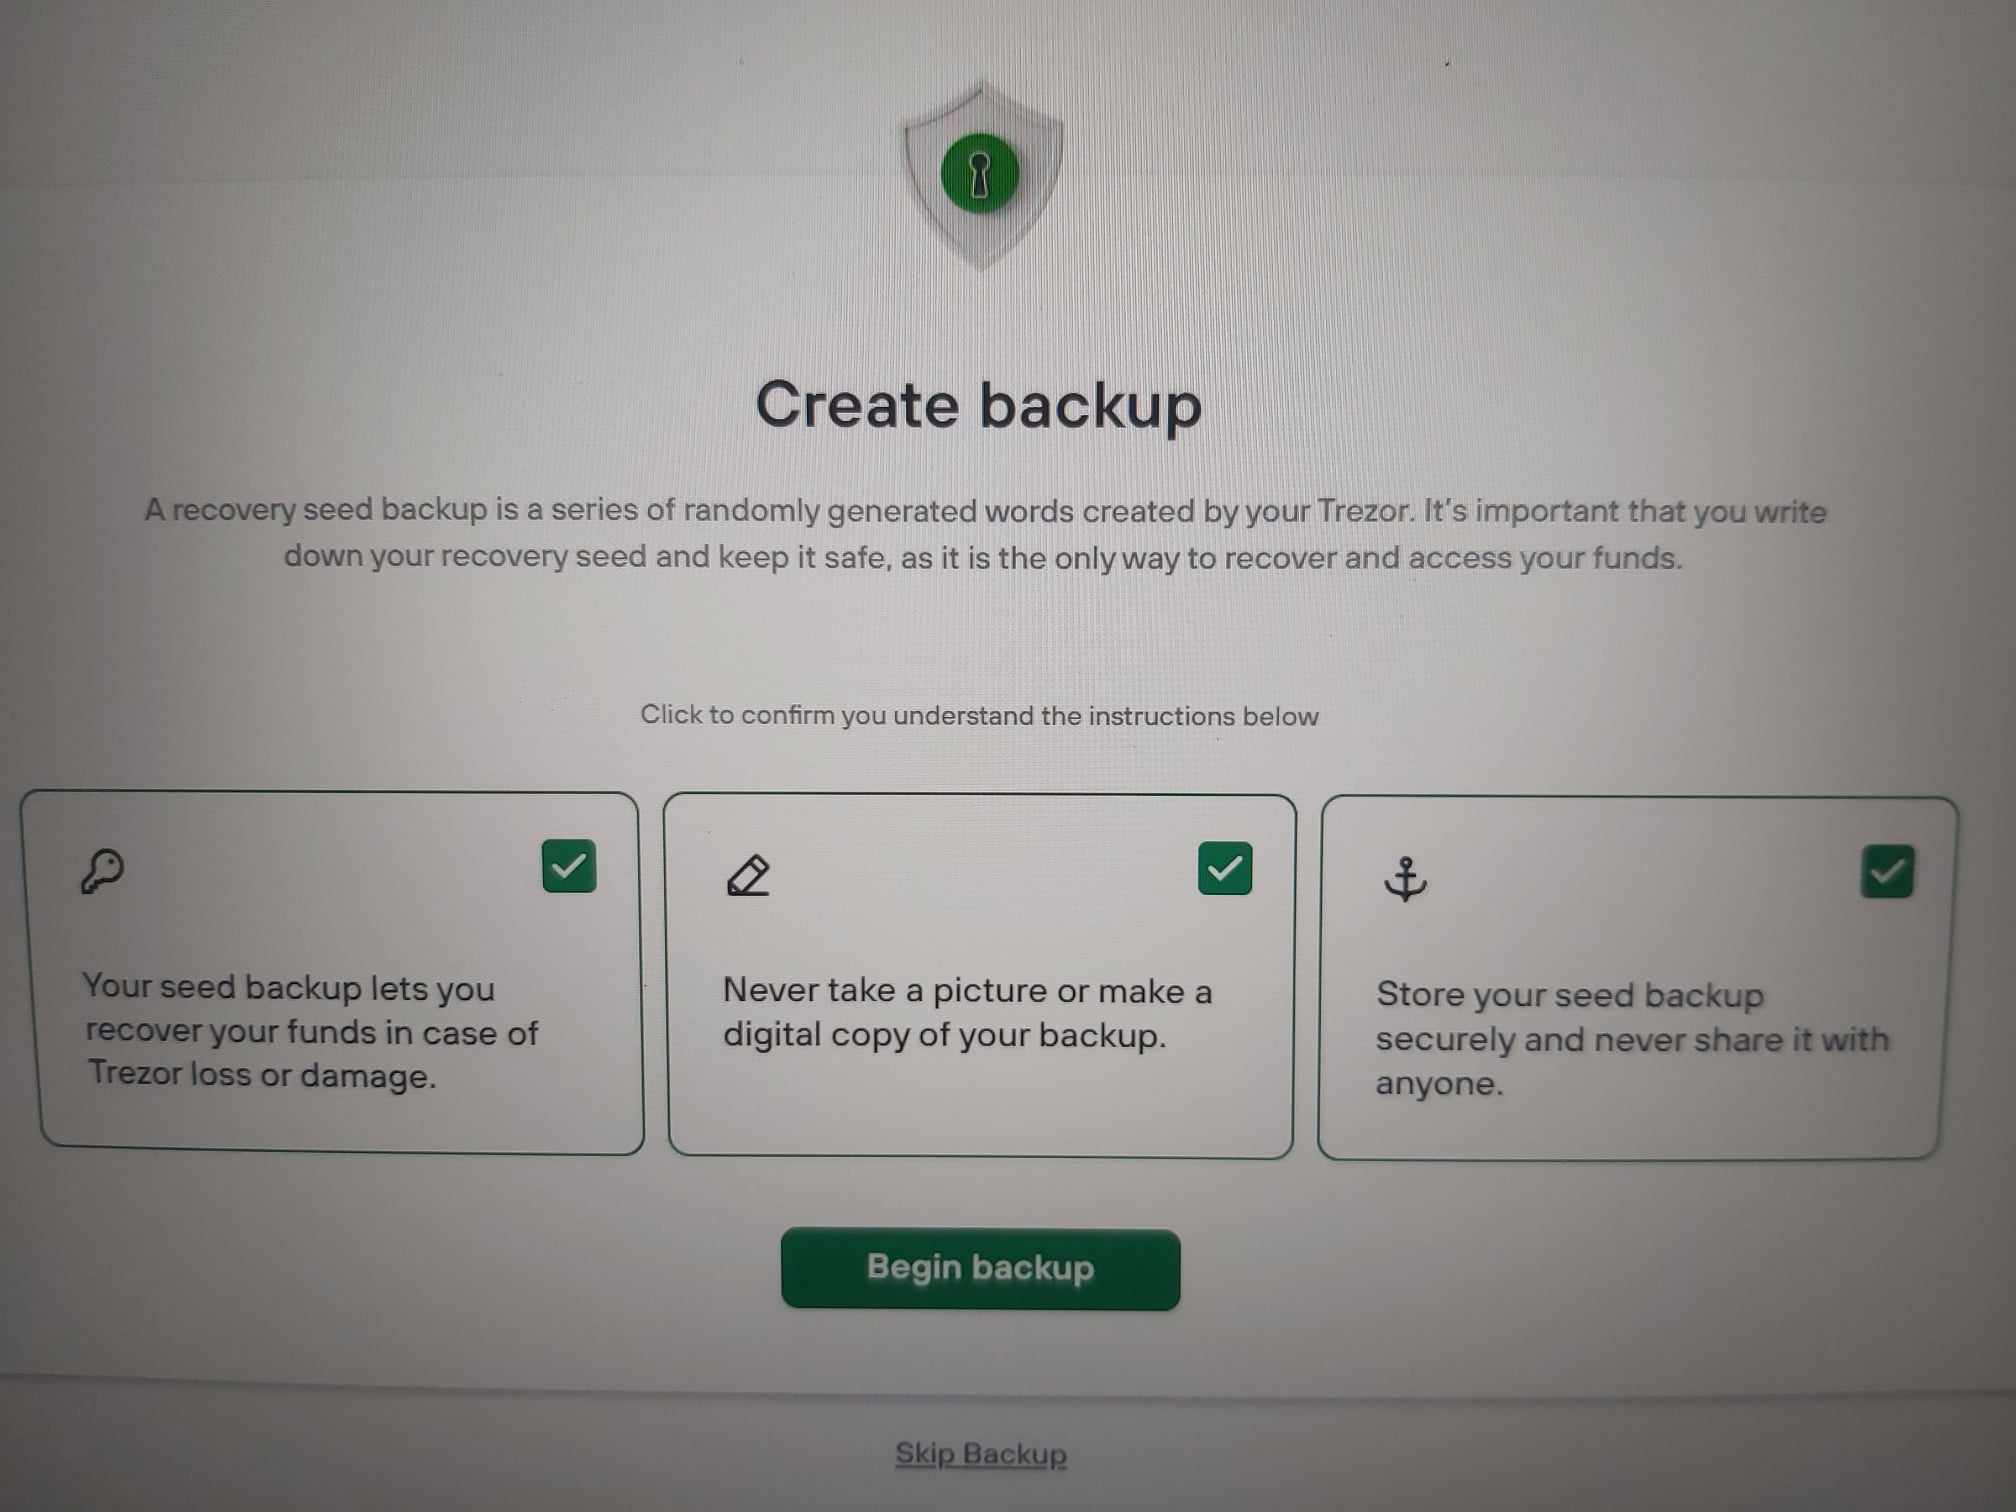 Create backup
A recovery seed backup is a series of randomly generated words created by your Trezor. It's important that you write
down your recovery seed and keep it safe, as it is the only way to recover and access your funds.
Click to confirm you understand the instructions below
Your seed backup lets you
recover your funds in case of
Trezor loss or damage.
Never take a picture or make a
digital copy of your backup.
Store your seed backup
securely and never share it with
anyone.
Begin backup
Skip Backup